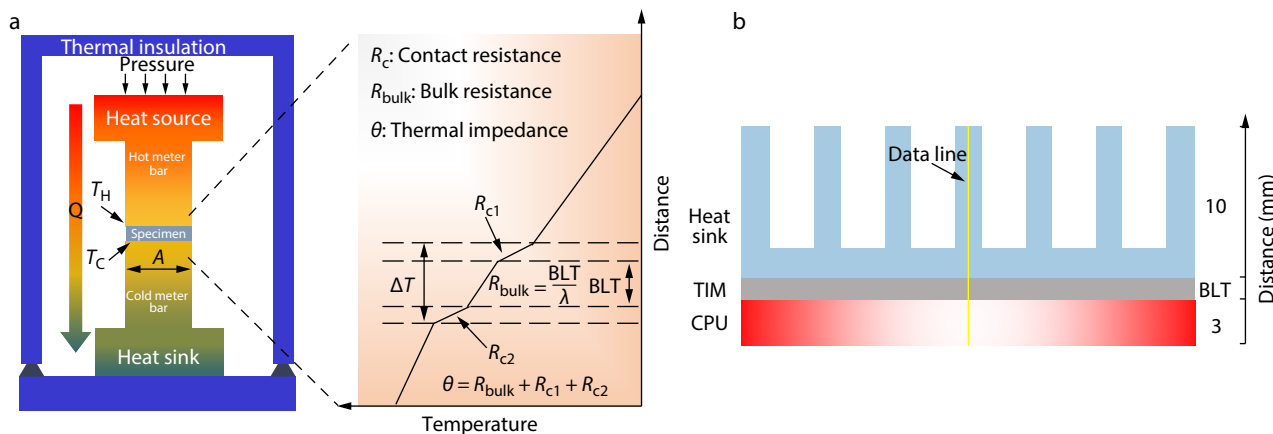 a
Thermal insulation
Pressure
Heat source
Hot meter
bar
T_H
Q
Specimen
T_C
A
Cold meter
bar
Heat sink
R_c: Contact resistance
R_bulk: Bulk resistance
θ: Thermal impedance
R_c1
ΔT
R_bulk = BLT/λ
BLT
R_c2
θ = R_bulk + R_c1 + R_c2
Temperature
Distance
b
Data line
Heat
sink
10
TIM
BLT
CPU
3
Distance (mm)